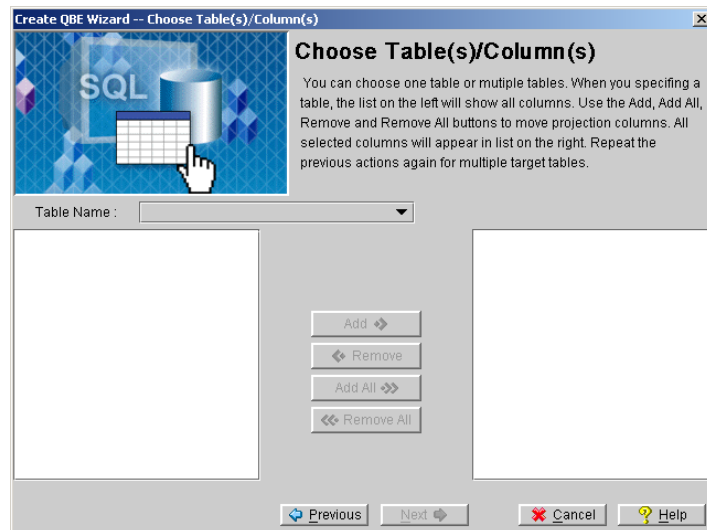 Create QBE Wizard -- Choose Table(s)/Column(s)
SQL
Choose Table(s)/Column(s)
You can choose one table or mutiple tables. When you specifing a
table, the list on the left will show all columns. Use the Add, Add All,
Remove and Remove All buttons to move projection columns. All
selected columns will appear in list on the right. Repeat the
previous actions again for multiple target tables.
Table Name :
Add
Remove
Add All
Remove All
Previous
Next
Cancel
Help